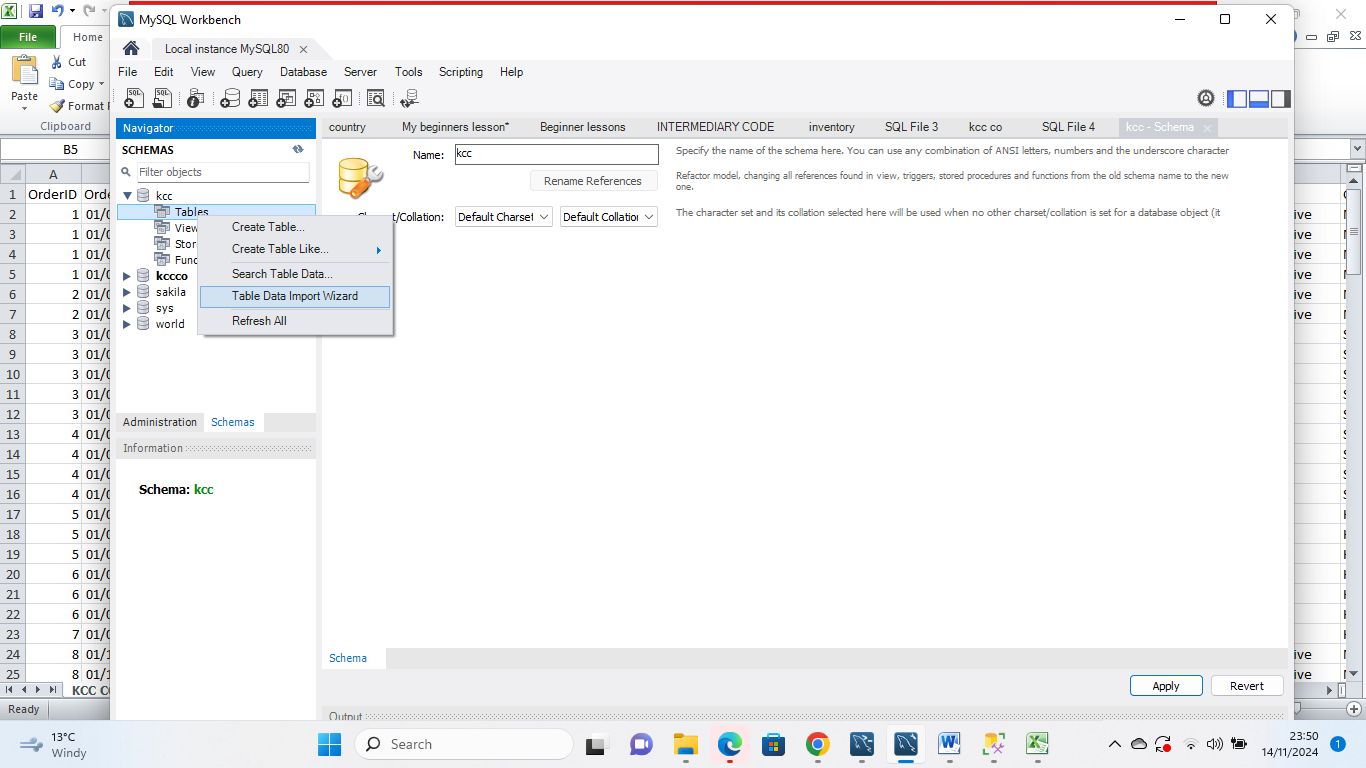 MySQL Workbench
File
Home
Local instance MySQL80
Cut
Copy
Format
Paste
Clipboard
File Edit View Query Database Server Tools Scripting Help
B5
Navigator
SCHEMAS
Filter objects
kcc
Tables
View
Stor
Func
kccco
sakila
sys
world
Create Table...
Create Table Like...
Search Table Data...
Table Data Import Wizard
Refresh All
Administration Schemas
Information
Schema: kcc
country My beginners lesson* Beginner lessons INTERMEDIARY CODE inventory SQL File 3 kcc co SQL File 4 kcc - Schema
Name: kcc
Specify the name of the schema here. You can use any combination of ANSI letters, numbers and the underscore character
Rename References
Refactor model, changing all references found in view, triggers, stored procedures and functions from the old schema name to the new
one.
/Collation: Default Charset Default Collation
The character set and its collation selected here will be used when no other charset/collation is set for a database object (it
Schema
Apply Revert
Output
A
1 OrderID Orde
2 1 01/0
3 1 01/0
4 1 01/0
5 1 01/0
6 2 01/0
7 2 01/0
8 3 01/0
9 3 01/0
10 3 01/0
11 3 01/0
12 3 01/0
13 4 01/0
14 4 01/0
15 4 01/0
16 4 01/0
17 5 01/0
18 5 01/0
19 5 01/0
20 6 01/0
21 6 01/0
22 6 01/0
23 7 01/0
24 8 01/1
25 8 01/1
ive
ive
ive
ive
ive
ive
ive
ive
KCC CO
Ready
13°C
Windy
Search
23:50
14/11/2024
1